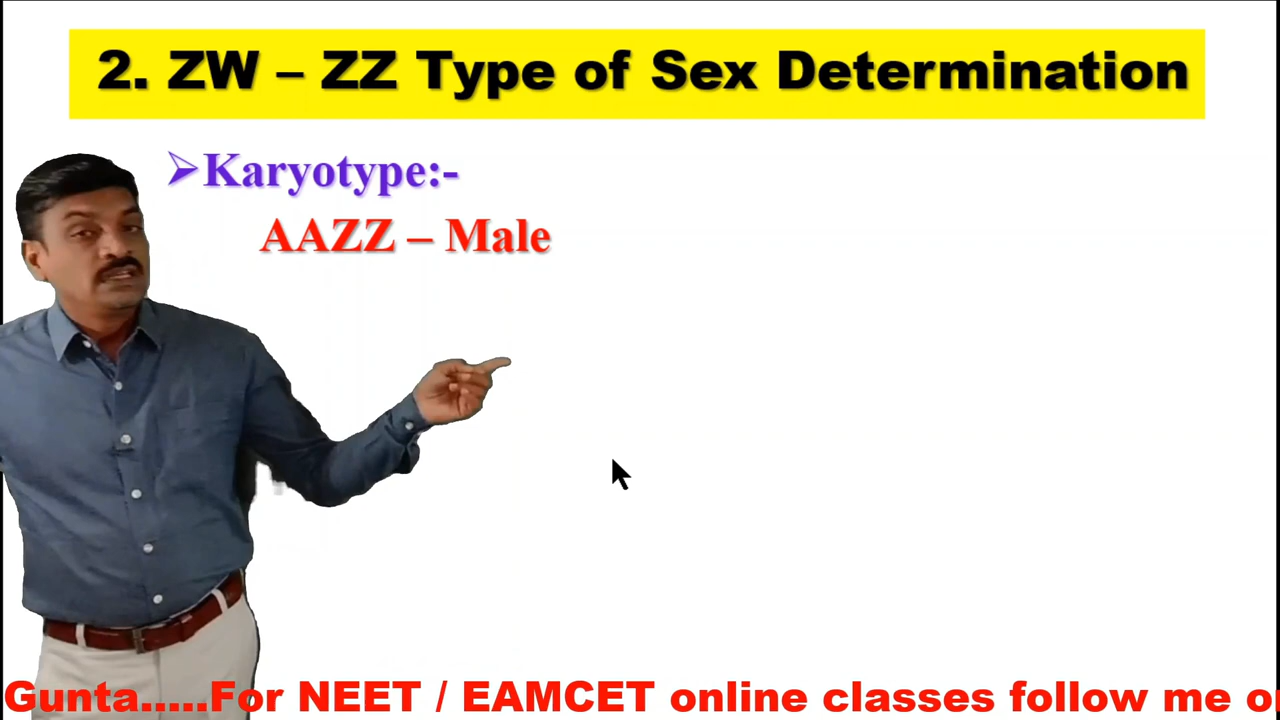 2. ZW – ZZ Type of Sex Determination
➢Karyotype:-
AAZZ – Male
Gunta.....For NEET / EAMCET online classes follow me o